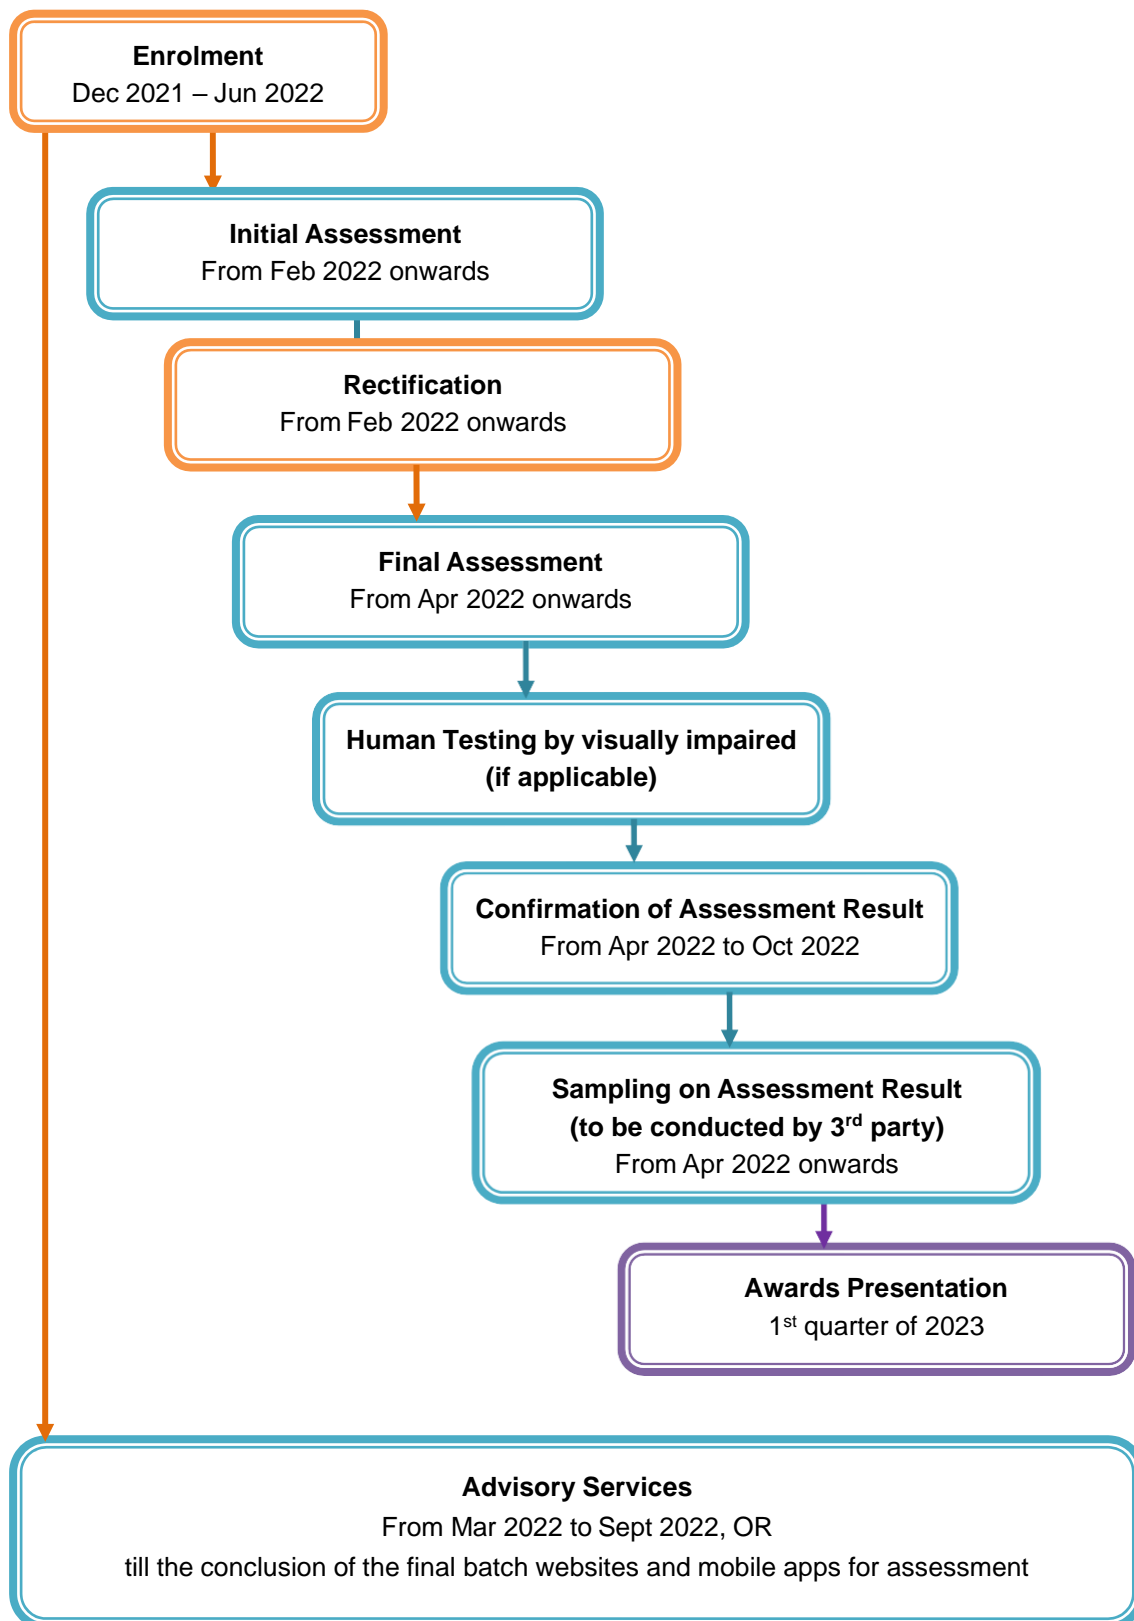 Enrolment
Dec 2021 – Jun 2022
Initial Assessment
From Feb 2022 onwards
Rectification
From Feb 2022 onwards
Final Assessment
From Apr 2022 onwards
Human Testing by visually impaired
(if applicable)
Confirmation of Assessment Result
From Apr 2022 to Oct 2022
Sampling on Assessment Result
(to be conducted by 3rd party)
From Apr 2022 onwards
Awards Presentation
1st quarter of 2023
Advisory Services
From Mar 2022 to Sept 2022, OR
till the conclusion of the final batch websites and mobile apps for assessment